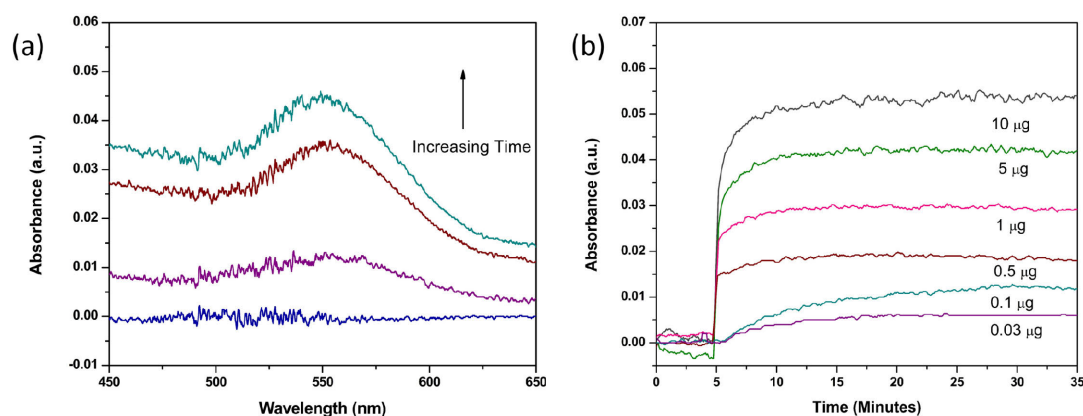 (a)
0.06
0.05
0.04
0.03
0.02
0.01
0.00
-0.01
Absorbance (a.u.)
Increasing Time
450
500
550
600
650
Wavelength (nm)
(b)
0.07
0.06
0.05
0.04
0.03
0.02
0.01
0.00
Absorbance (a.u.)
10 μg
5 μg
1 μg
0.5 μg
0.1 μg
0.03 μg
0
5
10
15
20
25
30
35
Time (Minutes)